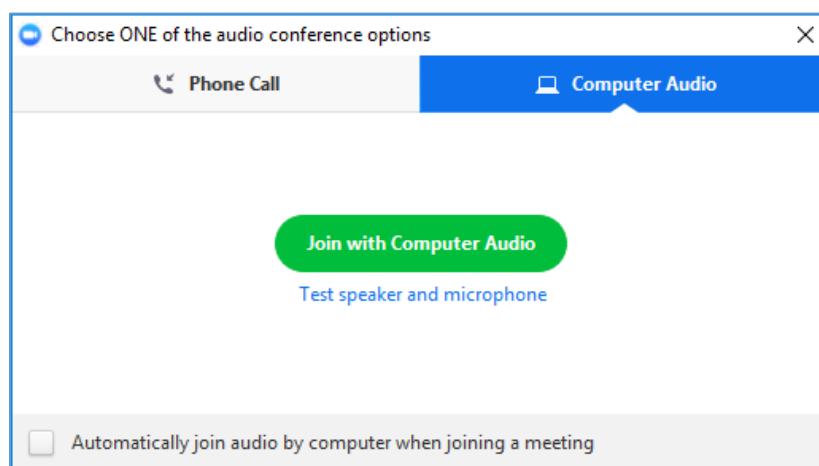 Choose ONE of the audio conference options
Phone Call
Computer Audio
Join with Computer Audio
Test speaker and microphone
Automatically join audio by computer when joining a meeting